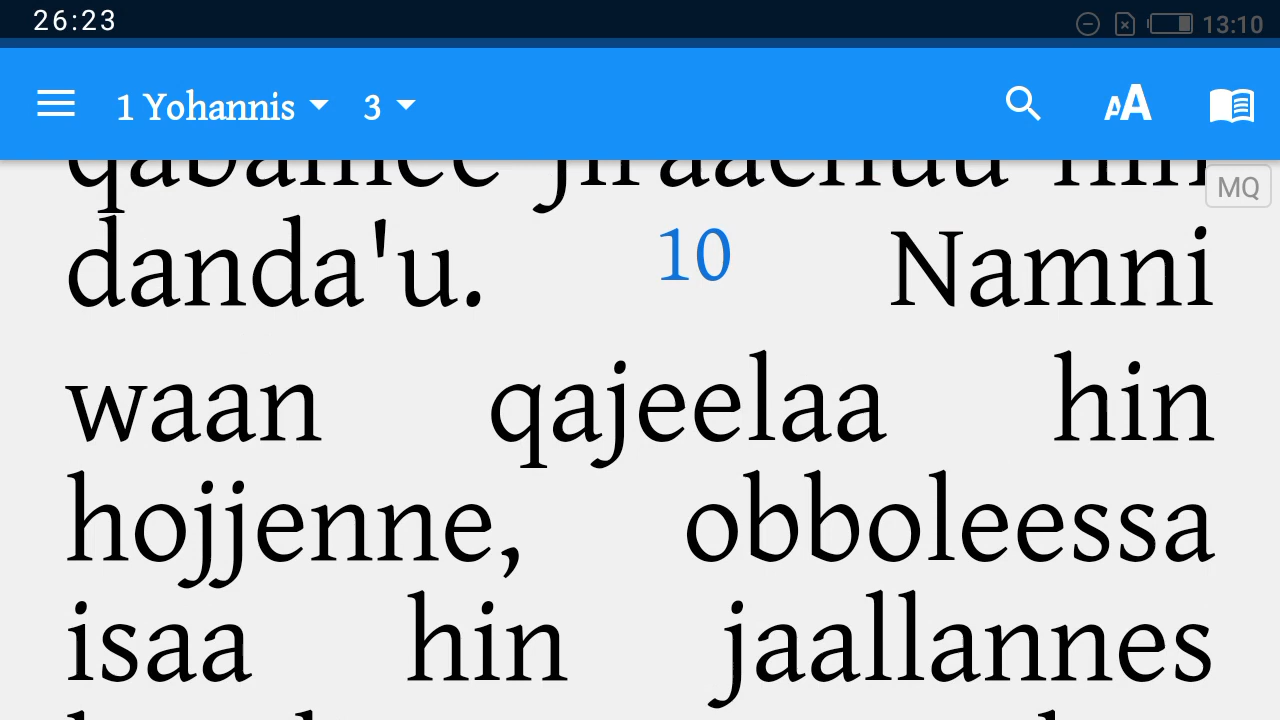 26:23
13:10
1 Yohannis 3
AA
MQ
danda'u. 10 Namni
waan qajeelaa hin
hojjenne, obboleessa
isaa hin jaallannes